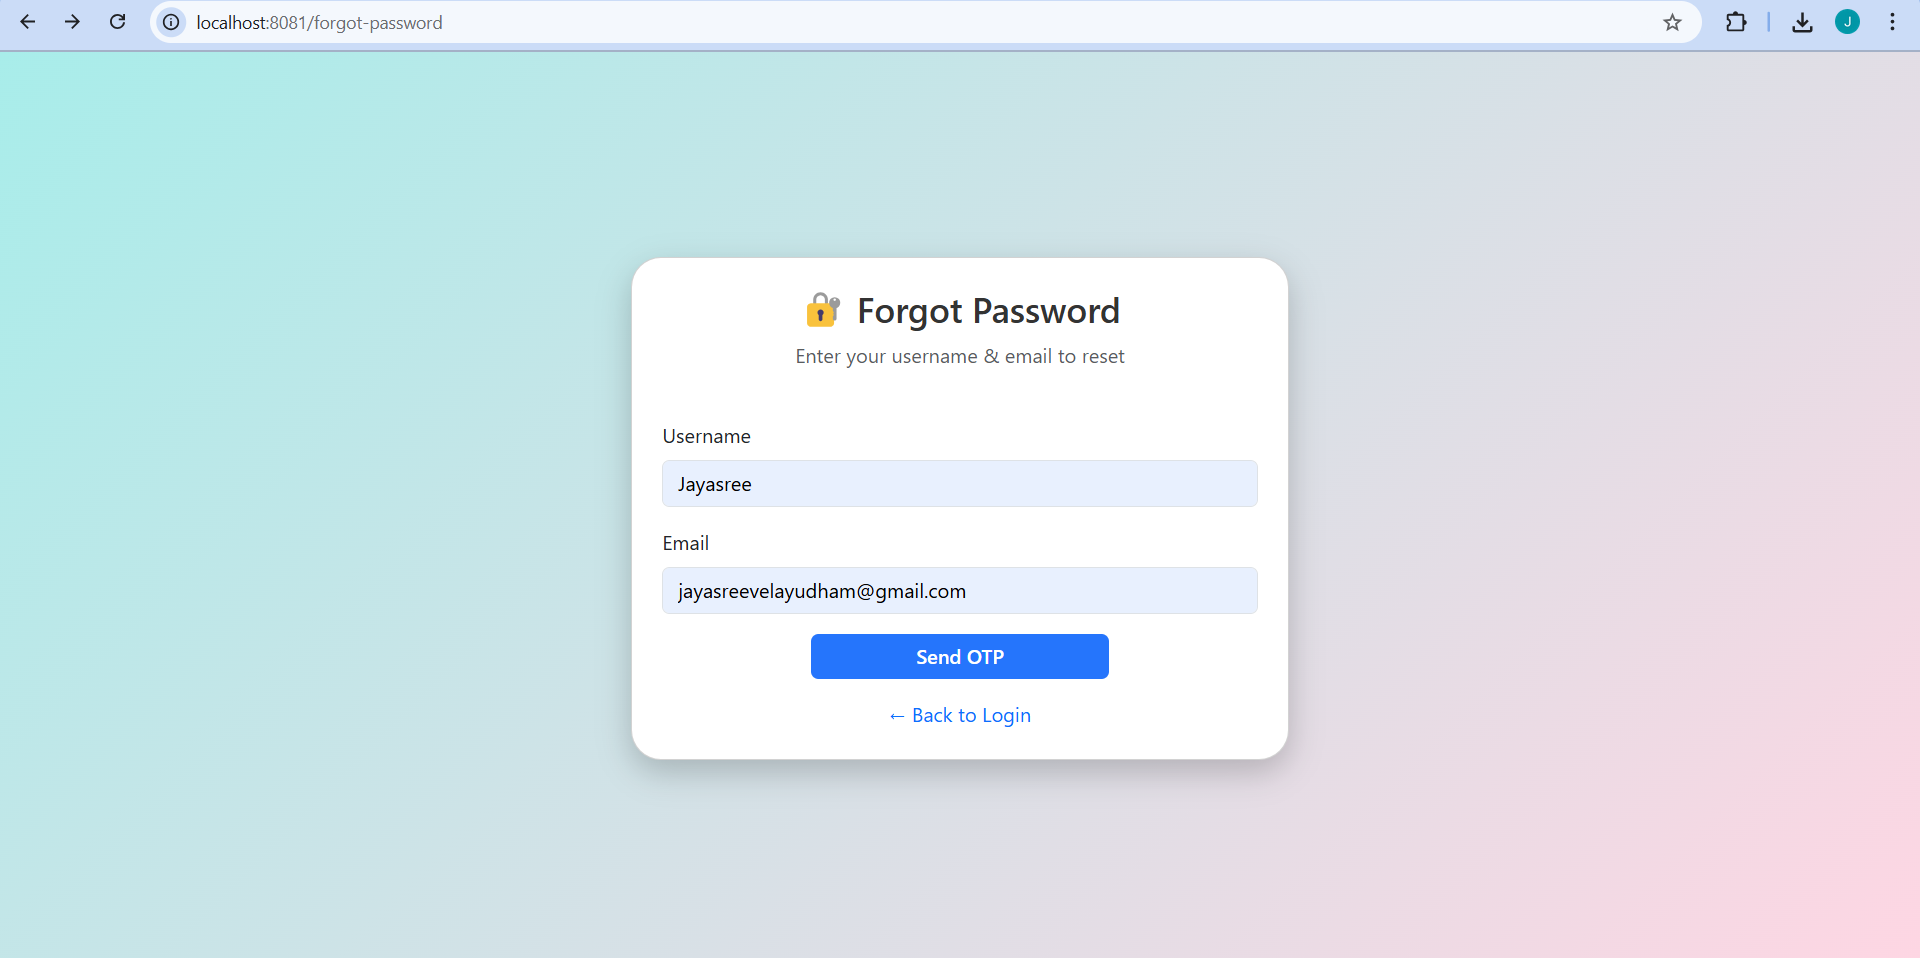 localhost:8081/forgot-password
J
Forgot Password
Enter your username & email to reset
Username
Jayasree
Email
jayasreevelayudham@gmail.com
Send OTP
← Back to Login